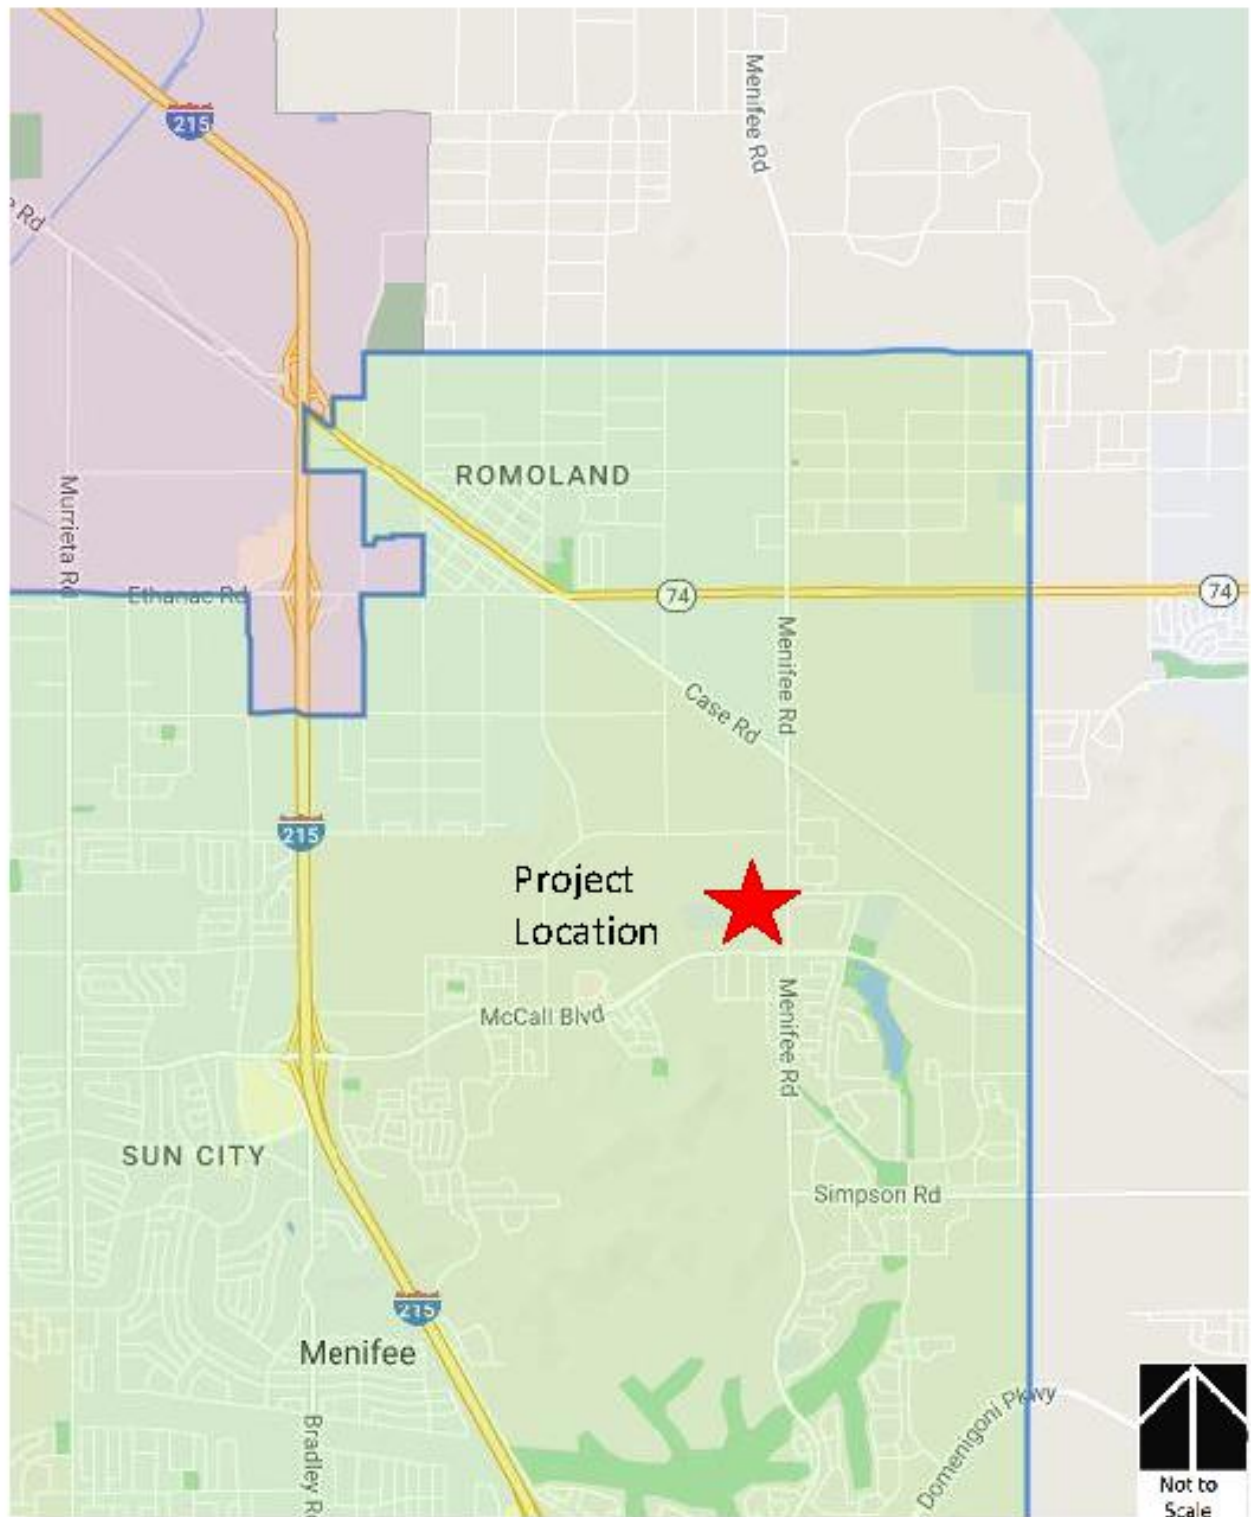 Menifee Rd
215
Rd
ROMOLAND
Murrieta Rd
Ethanac Rd
74
74
Menifee Rd
Case Rd
215
Project
Location
McCall Blvd
Menifee Rd
SUN CITY
Simpson Rd
215
Menifee
Domenigoni Pkwy
Bradley R
Not to
Scale